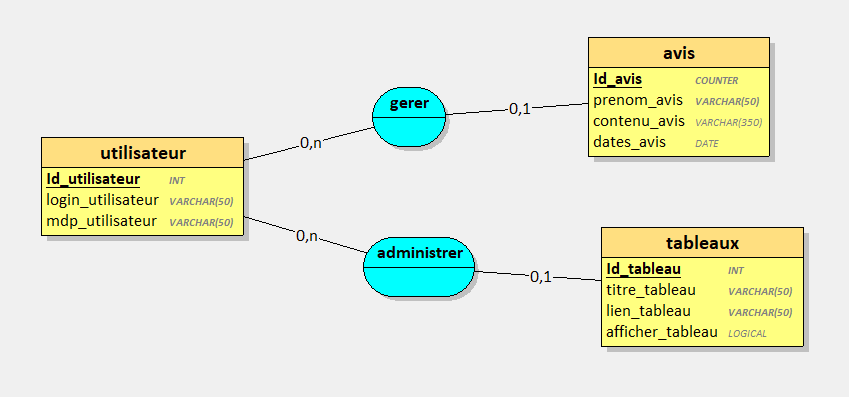 avis
Id_avis COUNTER
prenom_avis VARCHAR(50)
contenu_avis VARCHAR(350)
dates_avis DATE
gerer
0,1
0,n
utilisateur
Id_utilisateur INT
login_utilisateur VARCHAR(50)
mdp_utilisateur VARCHAR(50)
0,n
administrer
0,1
tableaux
Id_tableau INT
titre_tableau VARCHAR(50)
lien_tableau VARCHAR(50)
afficher_tableau LOGICAL